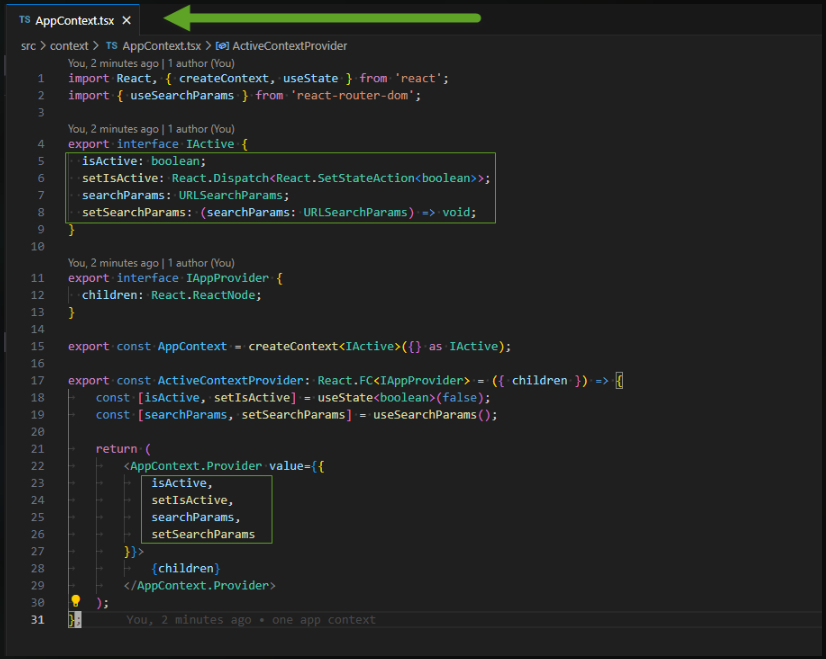 TS AppContext.tsx ×
src > context > TS AppContext.tsx > ActiveContextProvider
You, 2 minutes ago | 1 author (You)
1 import React, { createContext, useState } from 'react';
2 import { useSearchParams } from 'react-router-dom';
3
You, 2 minutes ago | 1 author (You)
4 export interface IActive {
5 isActive: boolean;
6 setIsActive: React.Dispatch<React.SetStateAction<boolean>>;
7 searchParams: URLSearchParams;
8 setSearchParams: (searchParams: URLSearchParams) => void;
9 }
10
You, 2 minutes ago | 1 author (You)
11 export interface IAppProvider {
12 children: React.ReactNode;
13 }
14
15 export const AppContext = createContext<IActive>({} as IActive);
16
17 export const ActiveContextProvider: React.FC<IAppProvider> = ({ children }) => {
18 const [isActive, setIsActive] = useState<boolean>(false);
19 const [searchParams, setSearchParams] = useSearchParams();
20
21 return (
22 <AppContext.Provider value={{
23 isActive,
24 setIsActive,
25 searchParams,
26 setSearchParams
27 }}>
28 {children}
29 </AppContext.Provider>
30 );
31 }; You, 2 minutes ago • one app context